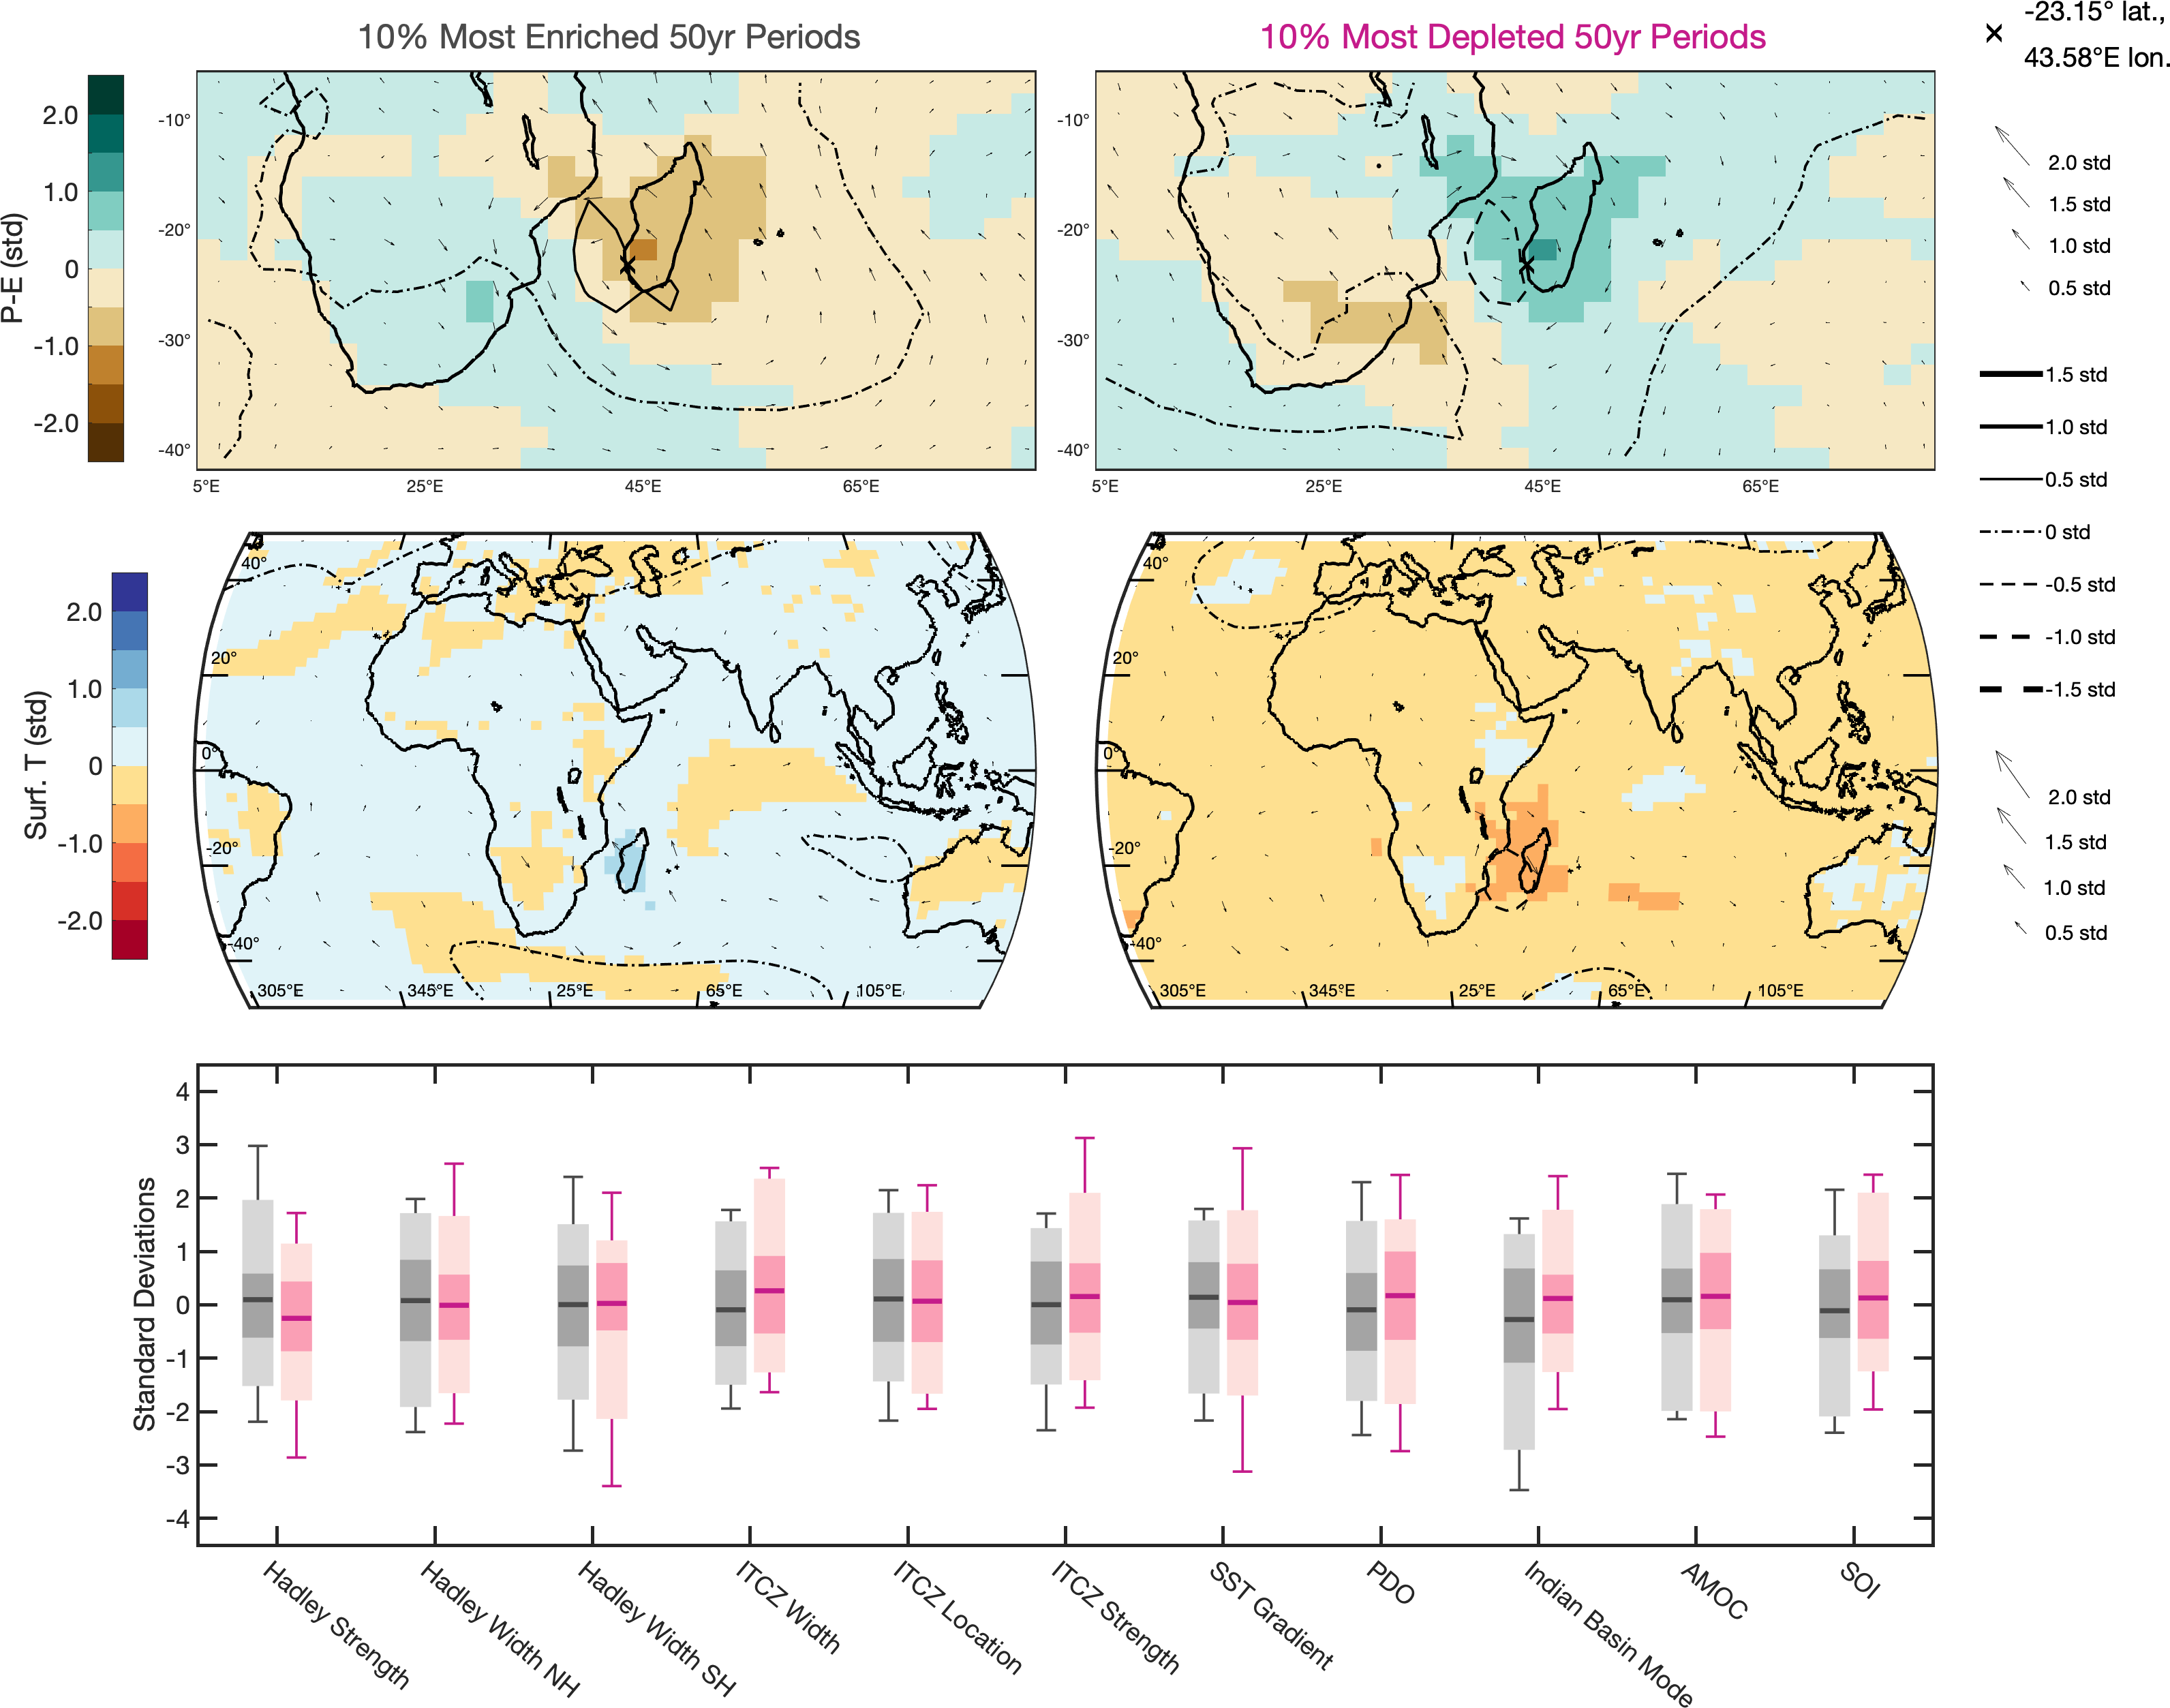 10% Most Enriched 50yr Periods
10% Most Depleted 50yr Periods
-23.15° lat.,
43.58°E lon.
P-E (std)
2.0
1.0
0
-1.0
-2.0
-10°
-20°
-30°
-40°
5°E
25°E
45°E
65°E
-10°
-20°
-30°
-40°
5°E
25°E
45°E
65°E
2.0 std
1.5 std
1.0 std
0.5 std
1.5 std
1.0 std
0.5 std
0 std
-0.5 std
-1.0 std
-1.5 std
Surf. T (std)
2.0
1.0
0
-1.0
-2.0
40°
20°
0°
-20°
-40°
305°E
345°E
25°E
65°E
105°E
40°
20°
0°
-20°
-40°
305°E
345°E
25°E
65°E
105°E
2.0 std
1.5 std
1.0 std
0.5 std
Standard Deviations
4
3
2
1
0
-1
-2
-3
-4
Hadley Strength
Hadley Width NH
Hadley Width SH
ITCZ Width
ITCZ Location
ITCZ Strength
SST Gradient
PDO
Indian Basin Mode
AMOC
SOI